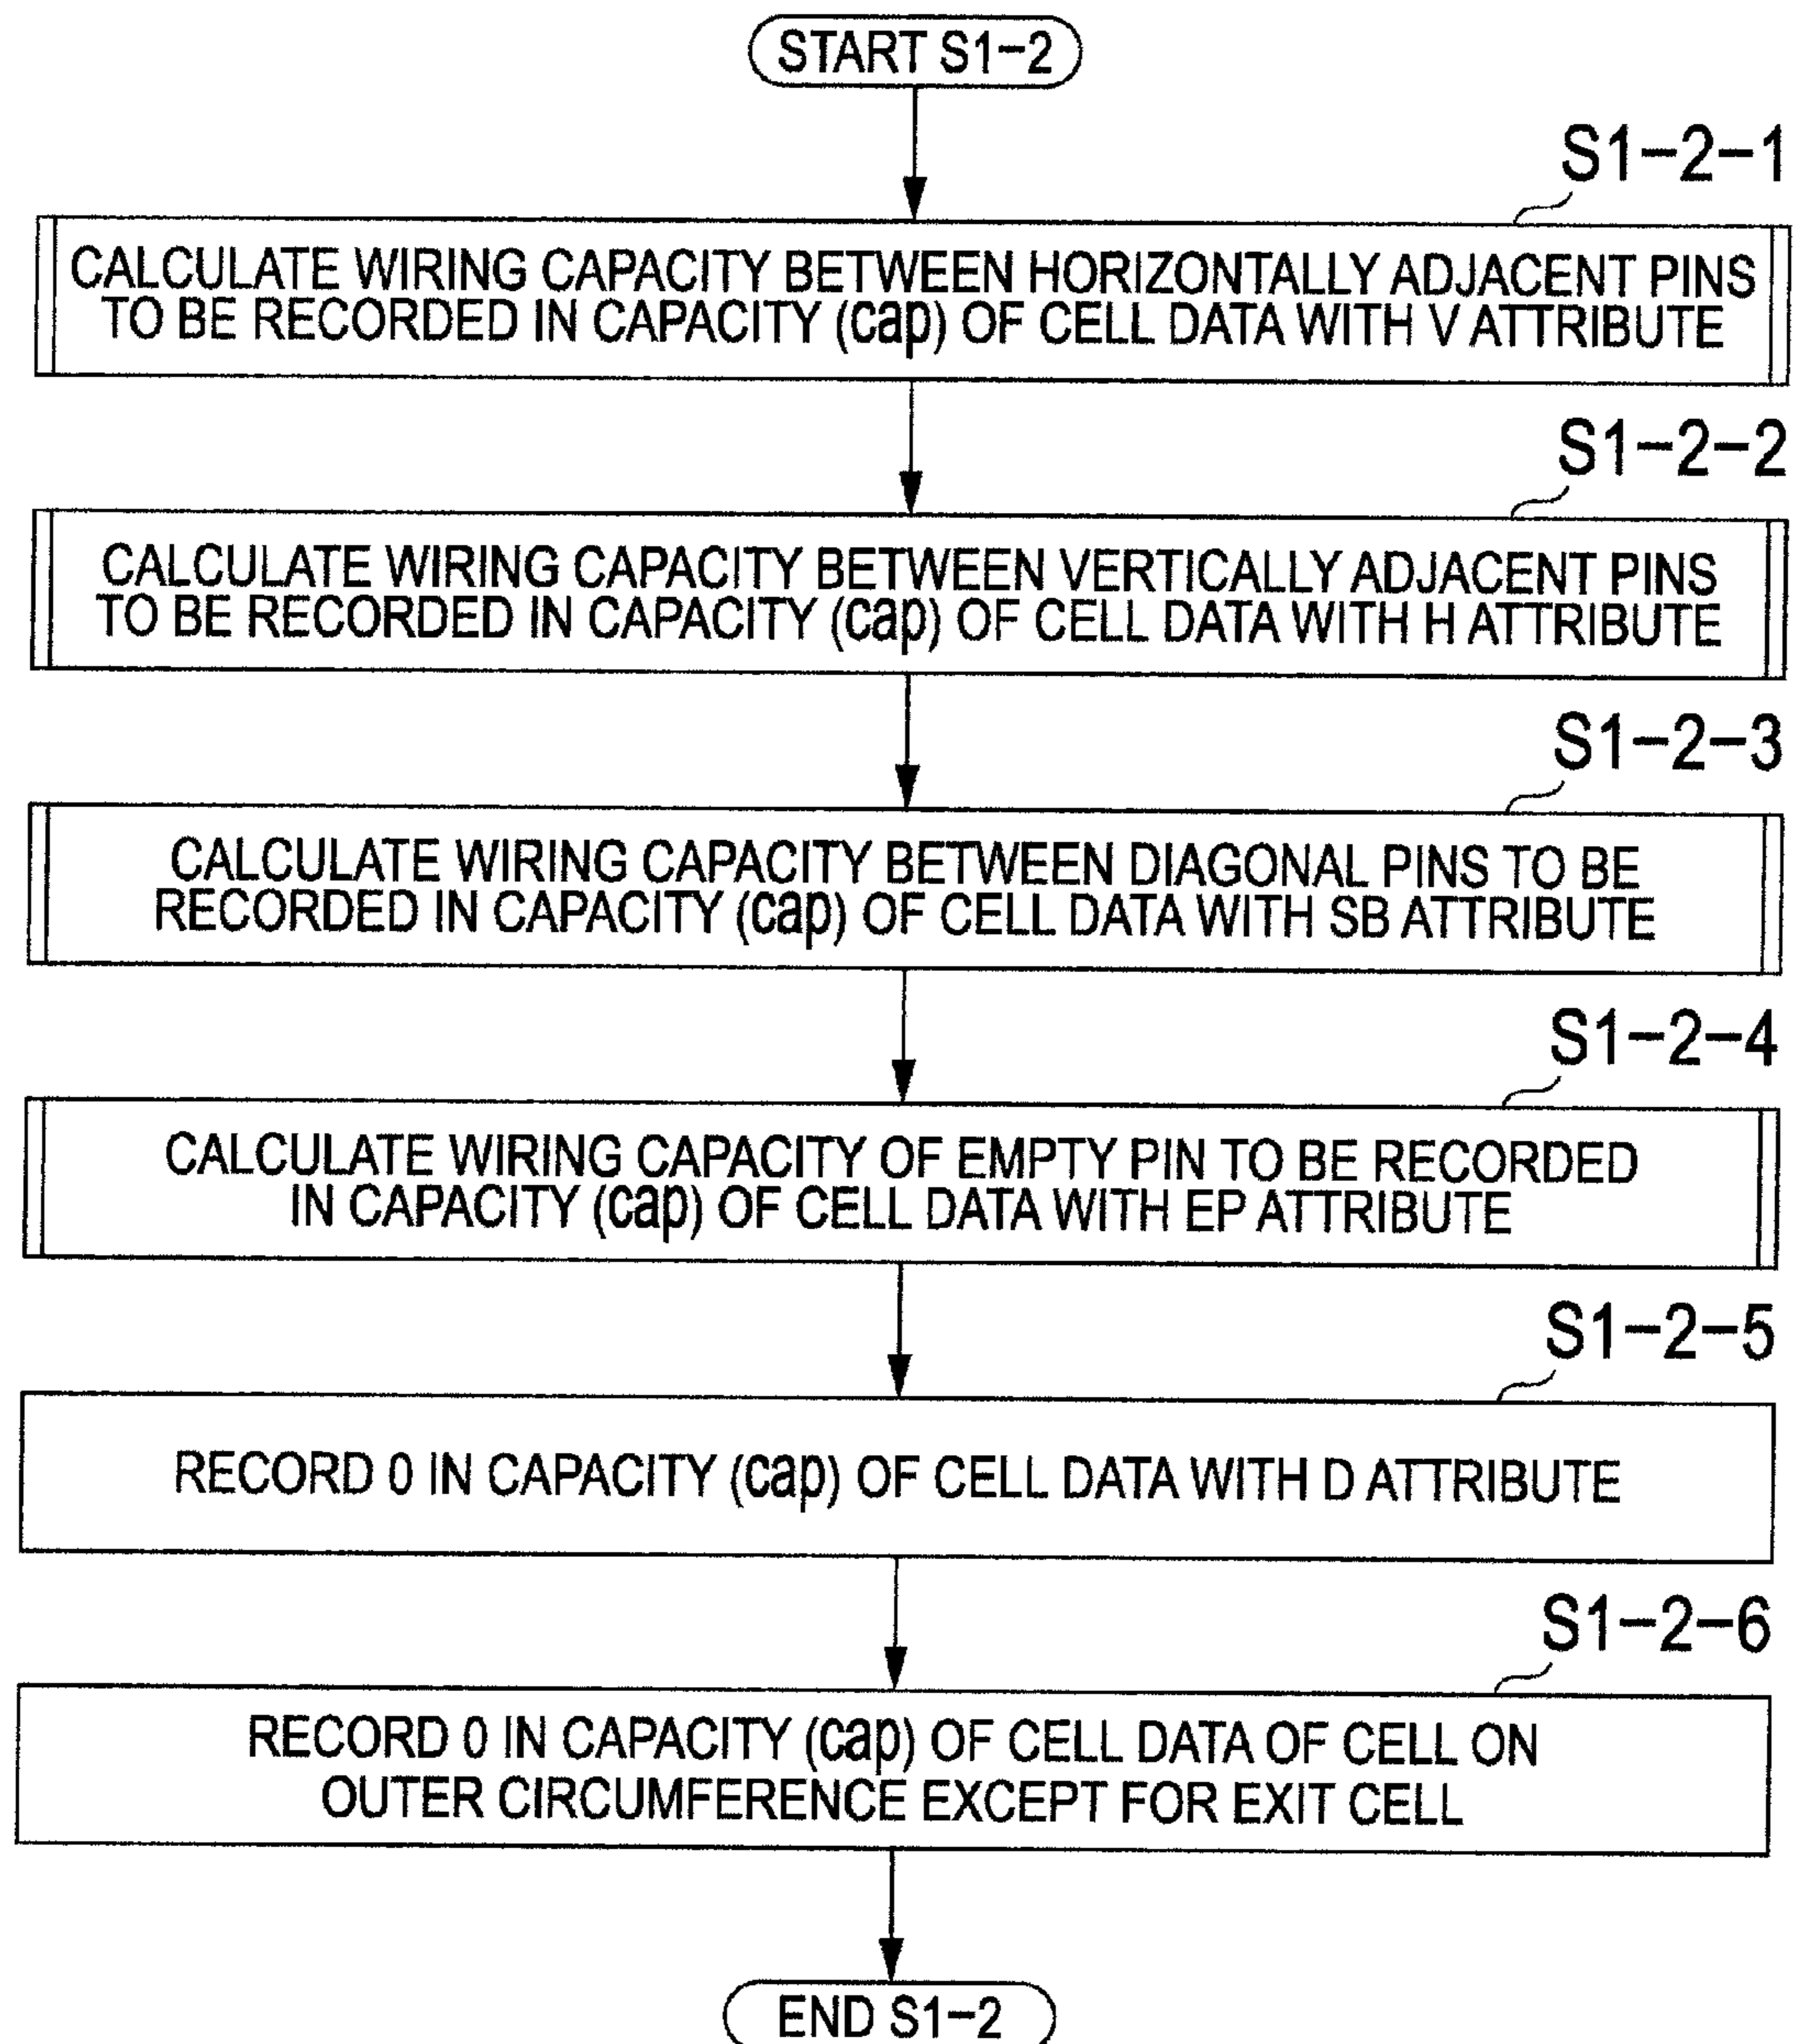 START S1-2
S1-2-1
CALCULATE WIRING CAPACITY BETWEEN HORIZONTALLY ADJACENT PINS
TO BE RECORDED IN CAPACITY (cap) OF CELL DATA WITH V ATTRIBUTE
S1-2-2
CALCULATE WIRING CAPACITY BETWEEN VERTICALLY ADJACENT PINS
TO BE RECORDED IN CAPACITY (cap) OF CELL DATA WITH H ATTRIBUTE
S1-2-3
CALCULATE WIRING CAPACITY BETWEEN DIAGONAL PINS TO BE
RECORDED IN CAPACITY (cap) OF CELL DATA WITH SB ATTRIBUTE
S1-2-4
CALCULATE WIRING CAPACITY OF EMPTY PIN TO BE RECORDED
IN CAPACITY (cap) OF CELL DATA WITH EP ATTRIBUTE
S1-2-5
RECORD 0 IN CAPACITY (cap) OF CELL DATA WITH D ATTRIBUTE
S1-2-6
RECORD 0 IN CAPACITY (cap) OF CELL DATA OF CELL ON
OUTER CIRCUMFERENCE EXCEPT FOR EXIT CELL
END S1-2